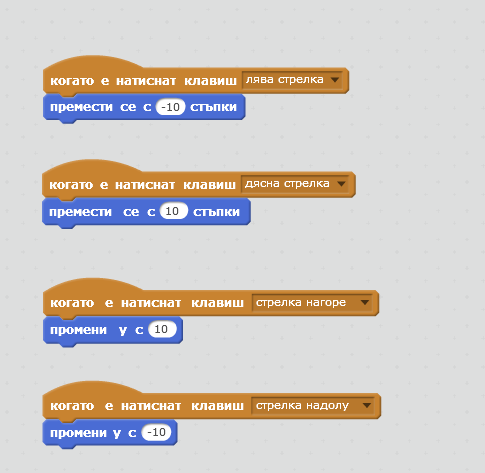 когато е натиснат клавиш лява стрелка
премести се с -10 стъпки
когато е натиснат клавиш дясна стрелка
премести се с 10 стъпки
когато е натиснат клавиш стрелка нагоре
промени y с 10
когато е натиснат клавиш стрелка надолу
промени y с -10